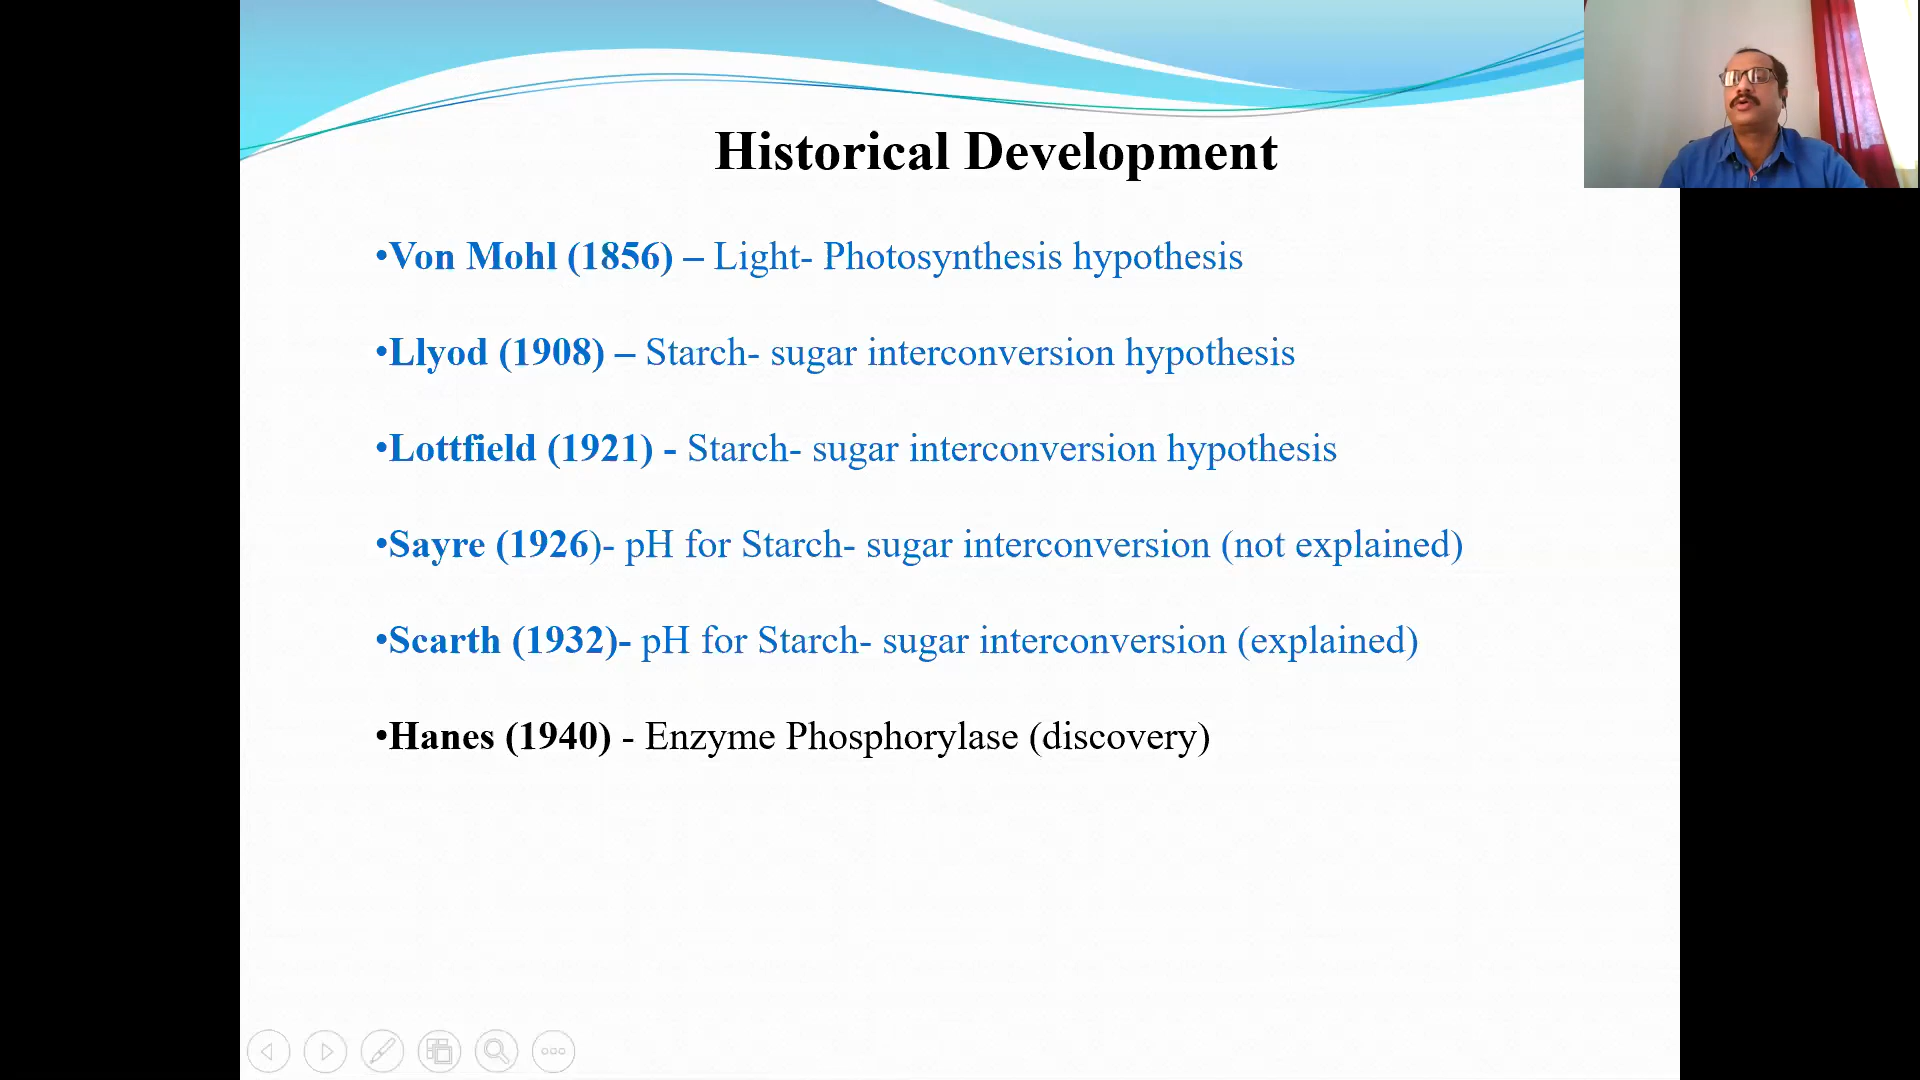 Historical Development
•Von Mohl (1856) – Light- Photosynthesis hypothesis
•Llyod (1908) – Starch- sugar interconversion hypothesis
•Lottfield (1921) - Starch- sugar interconversion hypothesis
•Sayre (1926)- pH for Starch- sugar interconversion (not explained)
•Scarth (1932)- pH for Starch- sugar interconversion (explained)
•Hanes (1940) - Enzyme Phosphorylase (discovery)